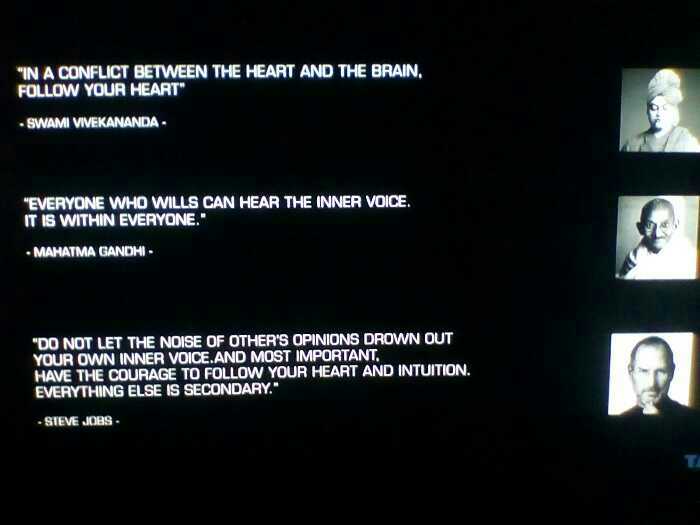 "IN A CONFLICT BETWEEN THE HEART AND THE BRAIN,
FOLLOW YOUR HEART"
- SWAMI VIVEKANANDA -
"EVERYONE WHO WILLS CAN HEAR THE INNER VOICE.
IT IS WITHIN EVERYONE."
- MAHATMA GANDHI -
"DO NOT LET THE NOISE OF OTHER'S OPINIONS DROWN OUT
YOUR OWN INNER VOICE.AND MOST IMPORTANT,
HAVE THE COURAGE TO FOLLOW YOUR HEART AND INTUITION.
EVERYTHING ELSE IS SECONDARY."
- STEVE JOBS -